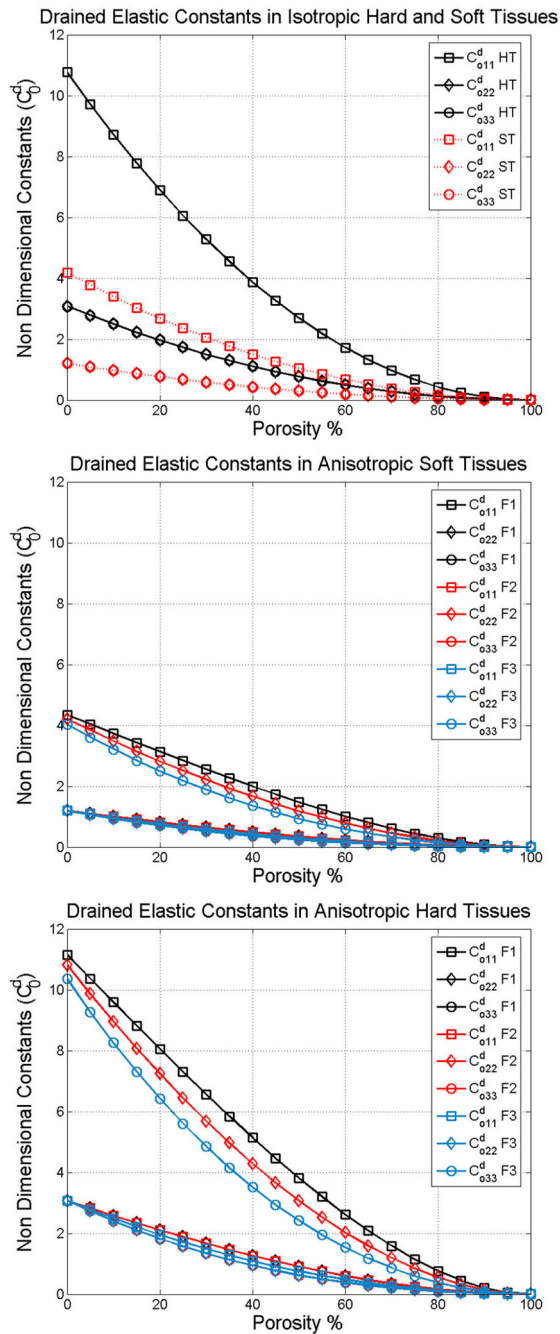 Drained Elastic Constants in Isotropic Hard and Soft Tissues
Non Dimensional Constants (C₀ᵈ)
12
10
8
6
4
2
0
Cᵈₒ₁₁ HT
Cᵈₒ₂₂ HT
Cᵈₒ₃₃ HT
Cᵈₒ₁₁ ST
Cᵈₒ₂₂ ST
Cᵈₒ₃₃ ST
0 20 40 60 80 100
Porosity %
Drained Elastic Constants in Anisotropic Soft Tissues
Non Dimensional Constants (C₀ᵈ)
12
10
8
6
4
2
0
Cᵈₒ₁₁ F1
Cᵈₒ₂₂ F1
Cᵈₒ₃₃ F1
Cᵈₒ₁₁ F2
Cᵈₒ₂₂ F2
Cᵈₒ₃₃ F2
Cᵈₒ₁₁ F3
Cᵈₒ₂₂ F3
Cᵈₒ₃₃ F3
0 20 40 60 80 100
Porosity %
Drained Elastic Constants in Anisotropic Hard Tissues
Non Dimensional Constants (C₀ᵈ)
12
10
8
6
4
2
0
Cᵈₒ₁₁ F1
Cᵈₒ₂₂ F1
Cᵈₒ₃₃ F1
Cᵈₒ₁₁ F2
Cᵈₒ₂₂ F2
Cᵈₒ₃₃ F2
Cᵈₒ₁₁ F3
Cᵈₒ₂₂ F3
Cᵈₒ₃₃ F3
0 20 40 60 80 100
Porosity %